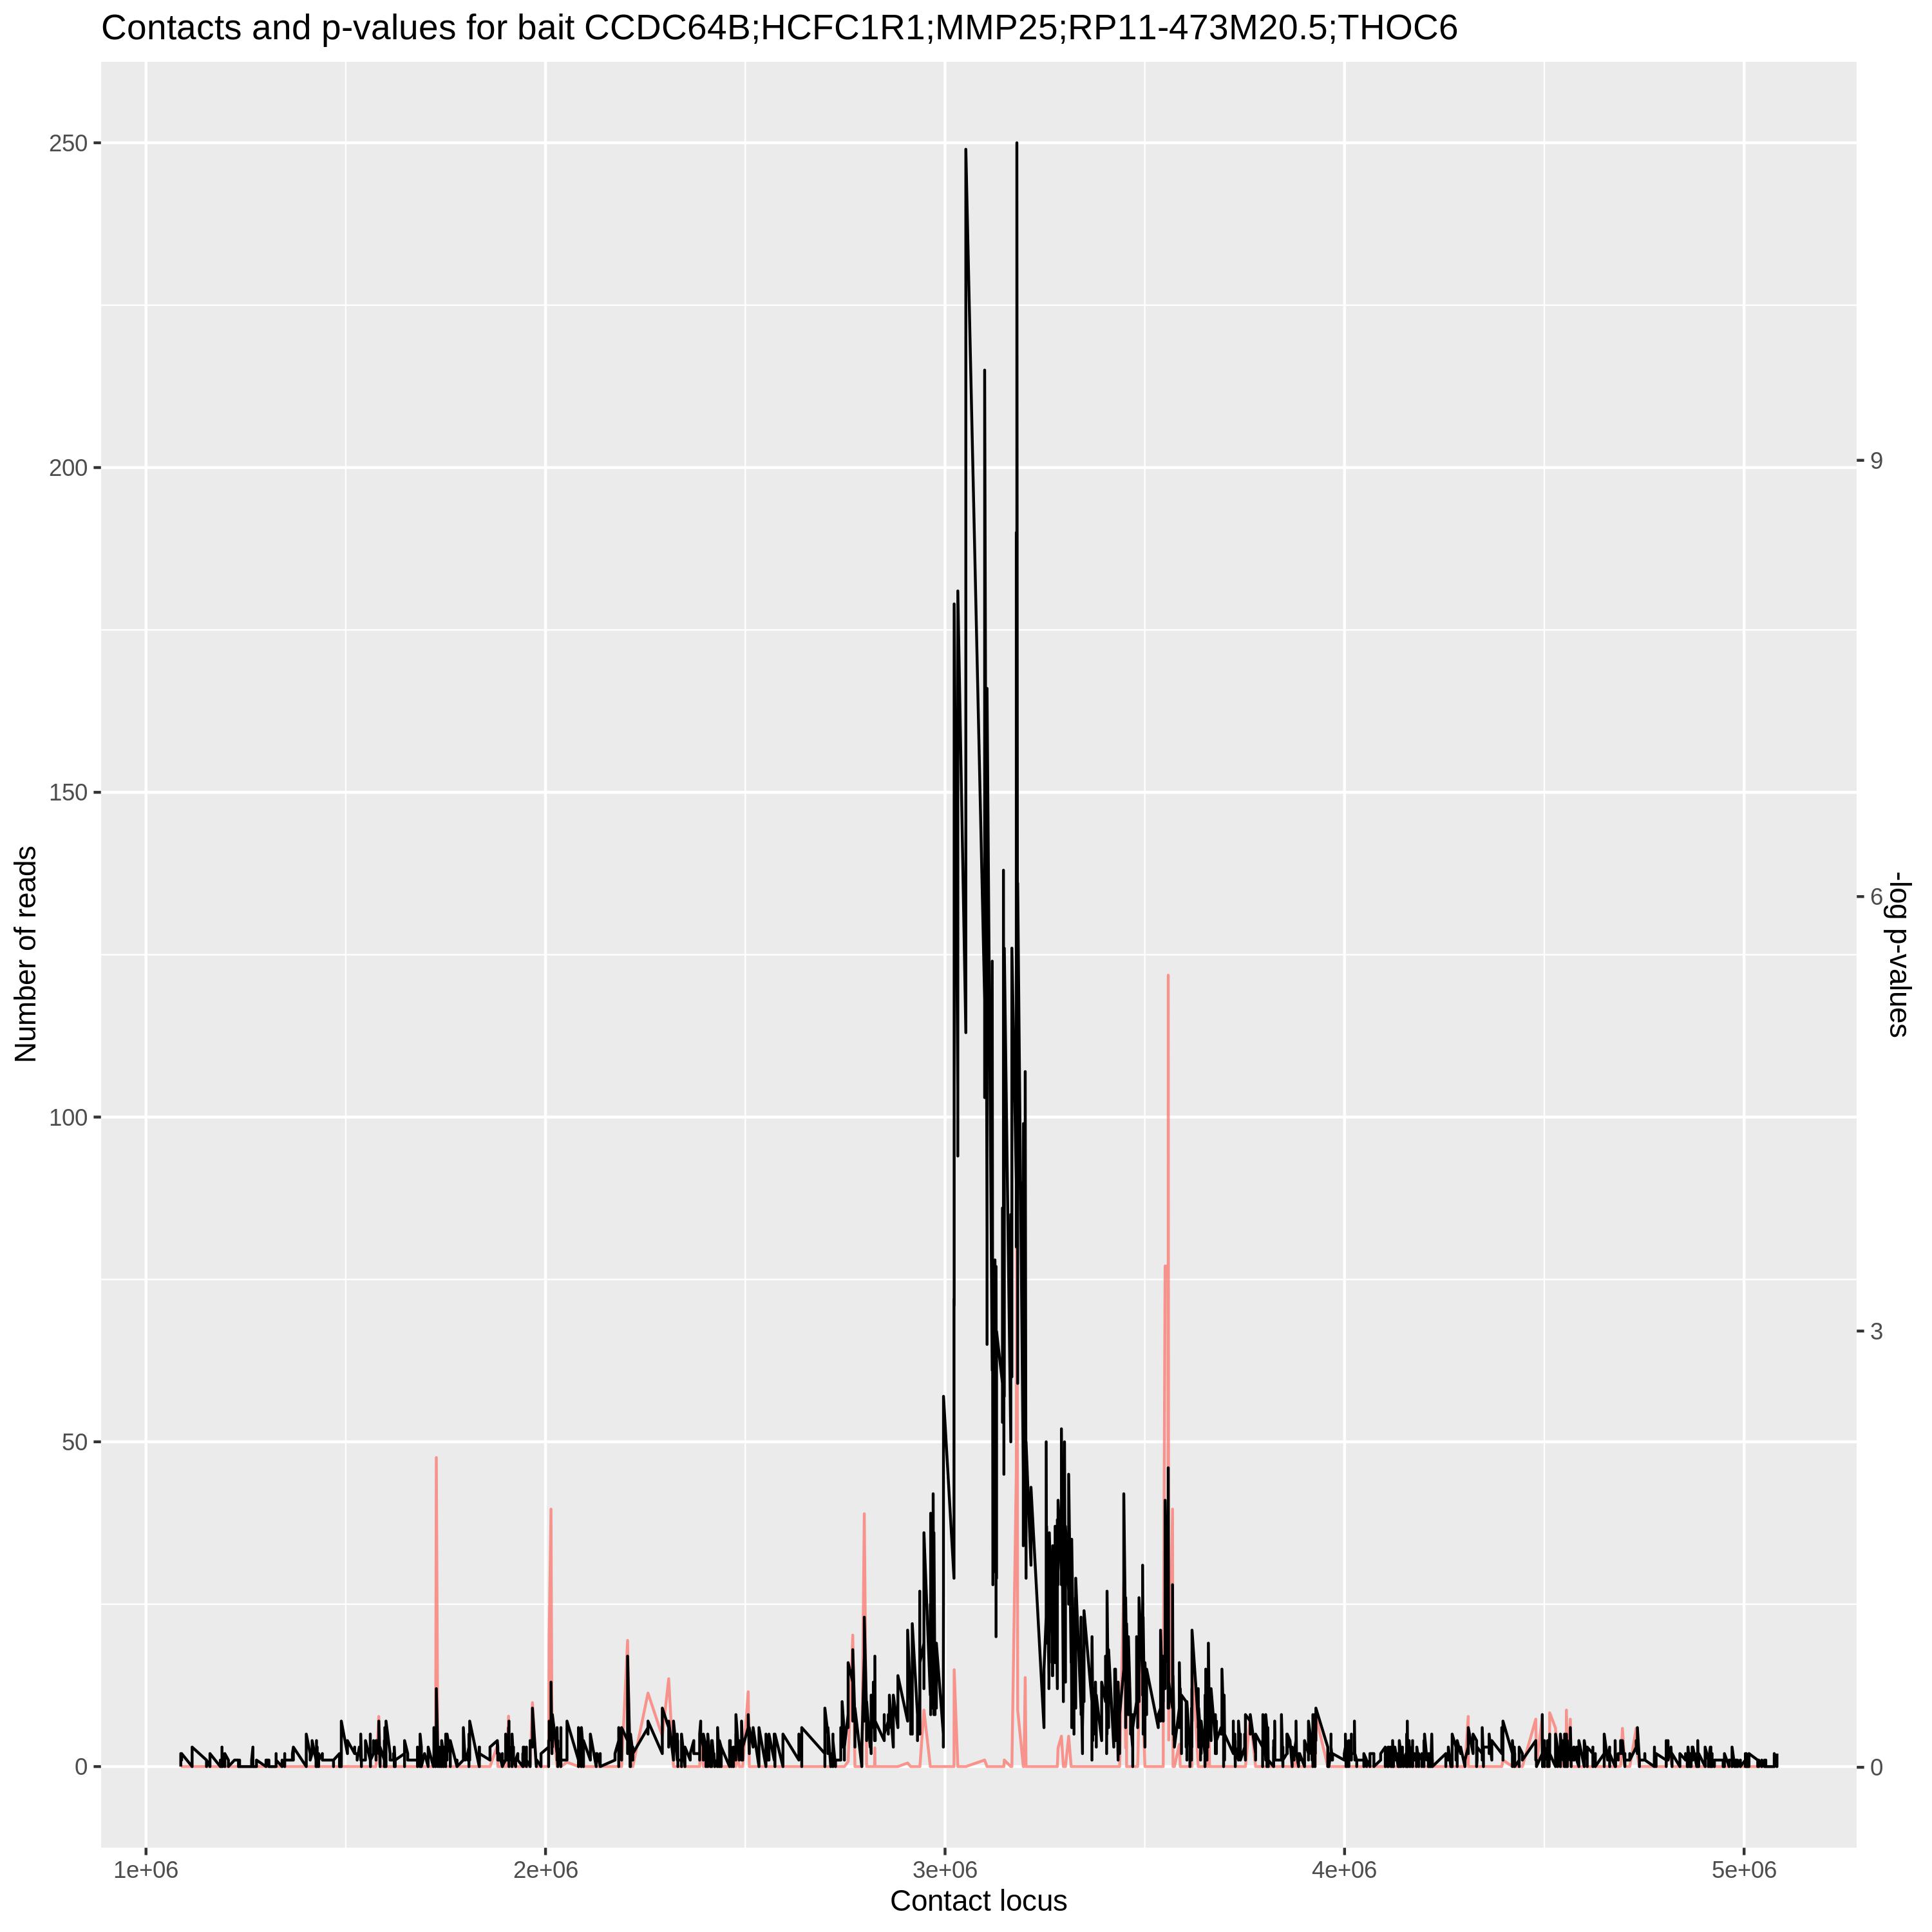 Contacts and p-values for bait CCDC64B;HCFC1R1;MMP25;RP11-473M20.5;THOC6
250
200
150
100
50
0
Number of reads
9
6
3
0
-log p-values
1e+06 2e+06 3e+06 4e+06 5e+06
Contact locus